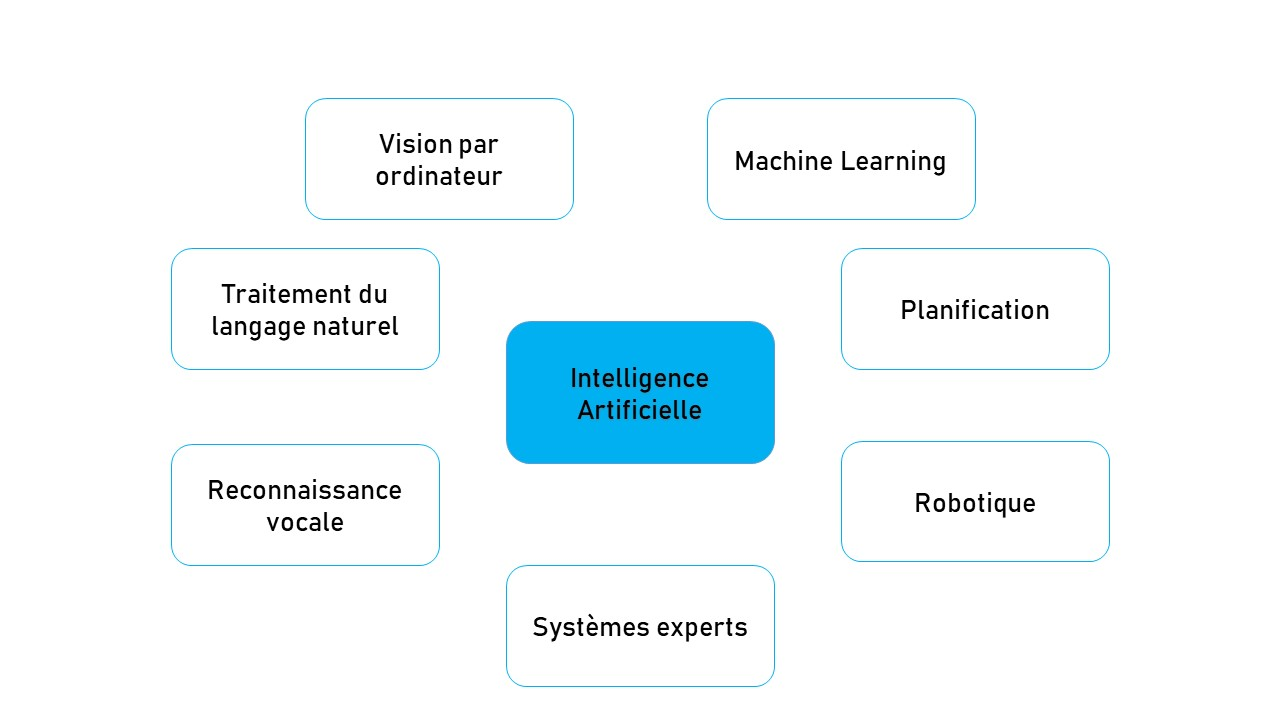 Vision par
ordinateur
Machine Learning
Traitement du
langage naturel
Planification
Intelligence
Artificielle
Reconnaissance
vocale
Robotique
Systèmes experts